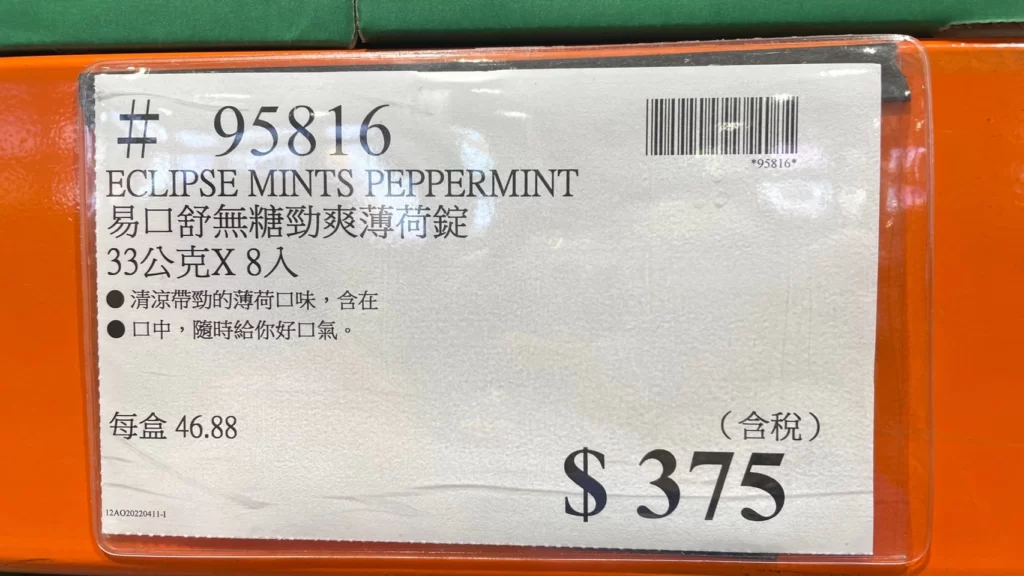 # 95816
*95816*
ECLIPSE MINTS PEPPERMINT
易口舒無糖勁爽薄荷錠
33公克X 8入
● 清涼帶勁的薄荷口味，含在
● 口中，隨時給你好口氣。
每盒 46.88
（含稅）
$ 375
12AO20220411-1